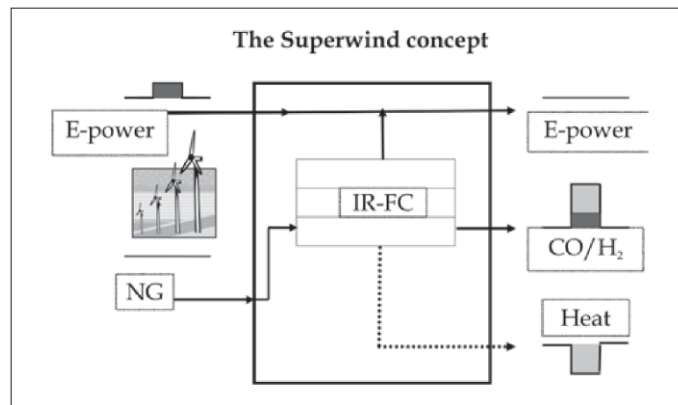 The Superwind concept
E-power
E-power
IR-FC
CO/H₂
NG
Heat